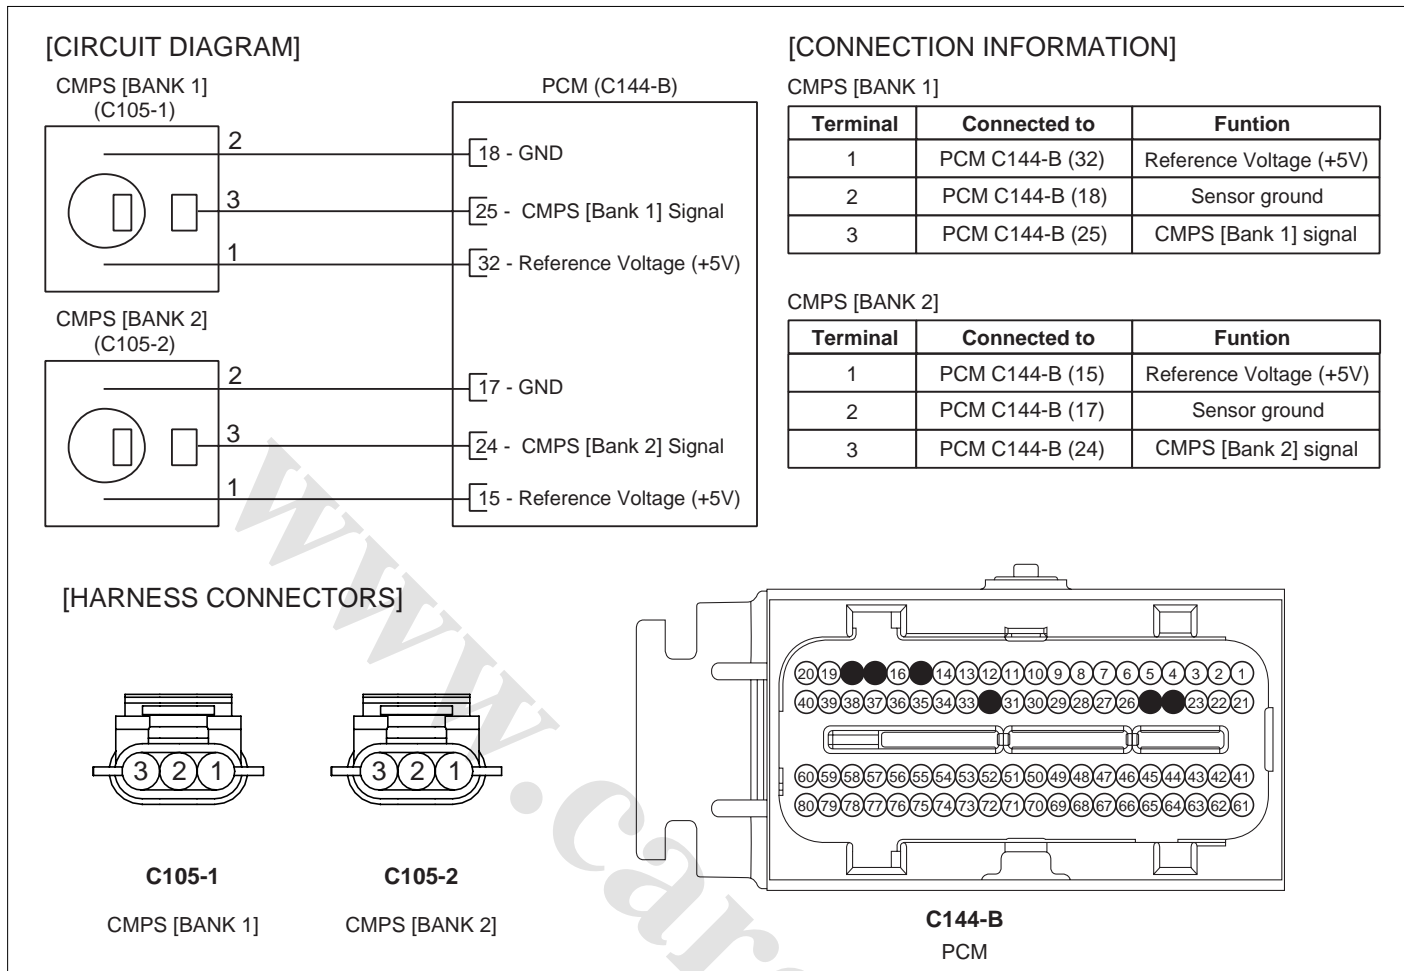 [CIRCUIT DIAGRAM]
CMPS [BANK 1]
(C105-1)
PCM (C144-B)
2
18 - GND
3
25 - CMPS [Bank 1] Signal
1
32 - Reference Voltage (+5V)
CMPS [BANK 2]
(C105-2)
2
17 - GND
3
24 - CMPS [Bank 2] Signal
1
15 - Reference Voltage (+5V)
[CONNECTION INFORMATION]
CMPS [BANK 1]
Terminal Connected to Funtion
1 PCM C144-B (32) Reference Voltage (+5V)
2 PCM C144-B (18) Sensor ground
3 PCM C144-B (25) CMPS [Bank 1] signal
CMPS [BANK 2]
Terminal Connected to Funtion
1 PCM C144-B (15) Reference Voltage (+5V)
2 PCM C144-B (17) Sensor ground
3 PCM C144-B (24) CMPS [Bank 2] signal
[HARNESS CONNECTORS]
3 2 1
C105-1
CMPS [BANK 1]
3 2 1
C105-2
CMPS [BANK 2]
20 19 16 14 13 12 11 10 9 8 7 6 5 4 3 2 1
40 39 38 37 36 35 34 33 31 30 29 28 27 26 23 22 21
60 59 58 57 56 55 54 53 52 51 50 49 48 47 46 45 44 43 42 41
80 79 78 77 76 75 74 73 72 71 70 69 68 67 66 65 64 63 62 61
C144-B
PCM
www.car